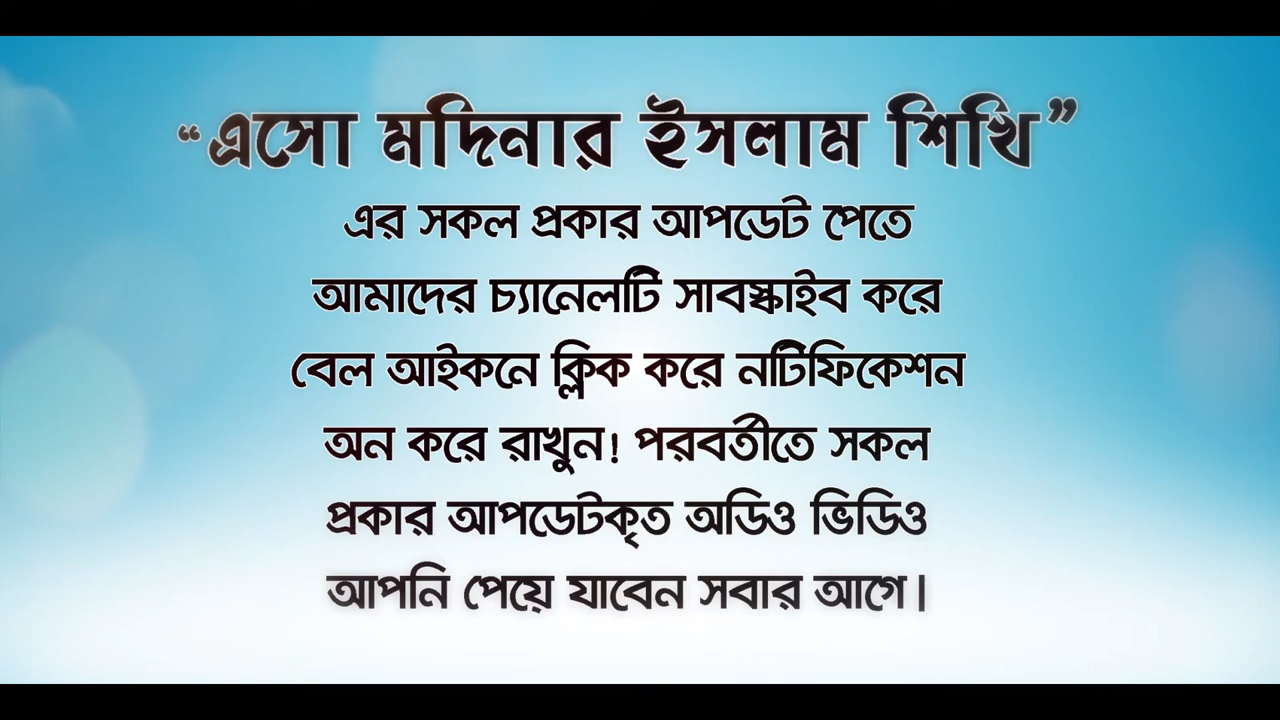 “এসো মদিনার ইসলাম শিখি”
এর সকল প্রকার আপডেট পেতে
আমাদের চ্যানেলটি সাবস্ক্রাইব করে
বেল আইকনে ক্লিক করে নটিফিকেশন
অন করে রাখুন! পরবর্তীতে সকল
প্রকার আপডেটকৃত অডিও ভিডিও
আপনি পেয়ে যাবেন সবার আগে।